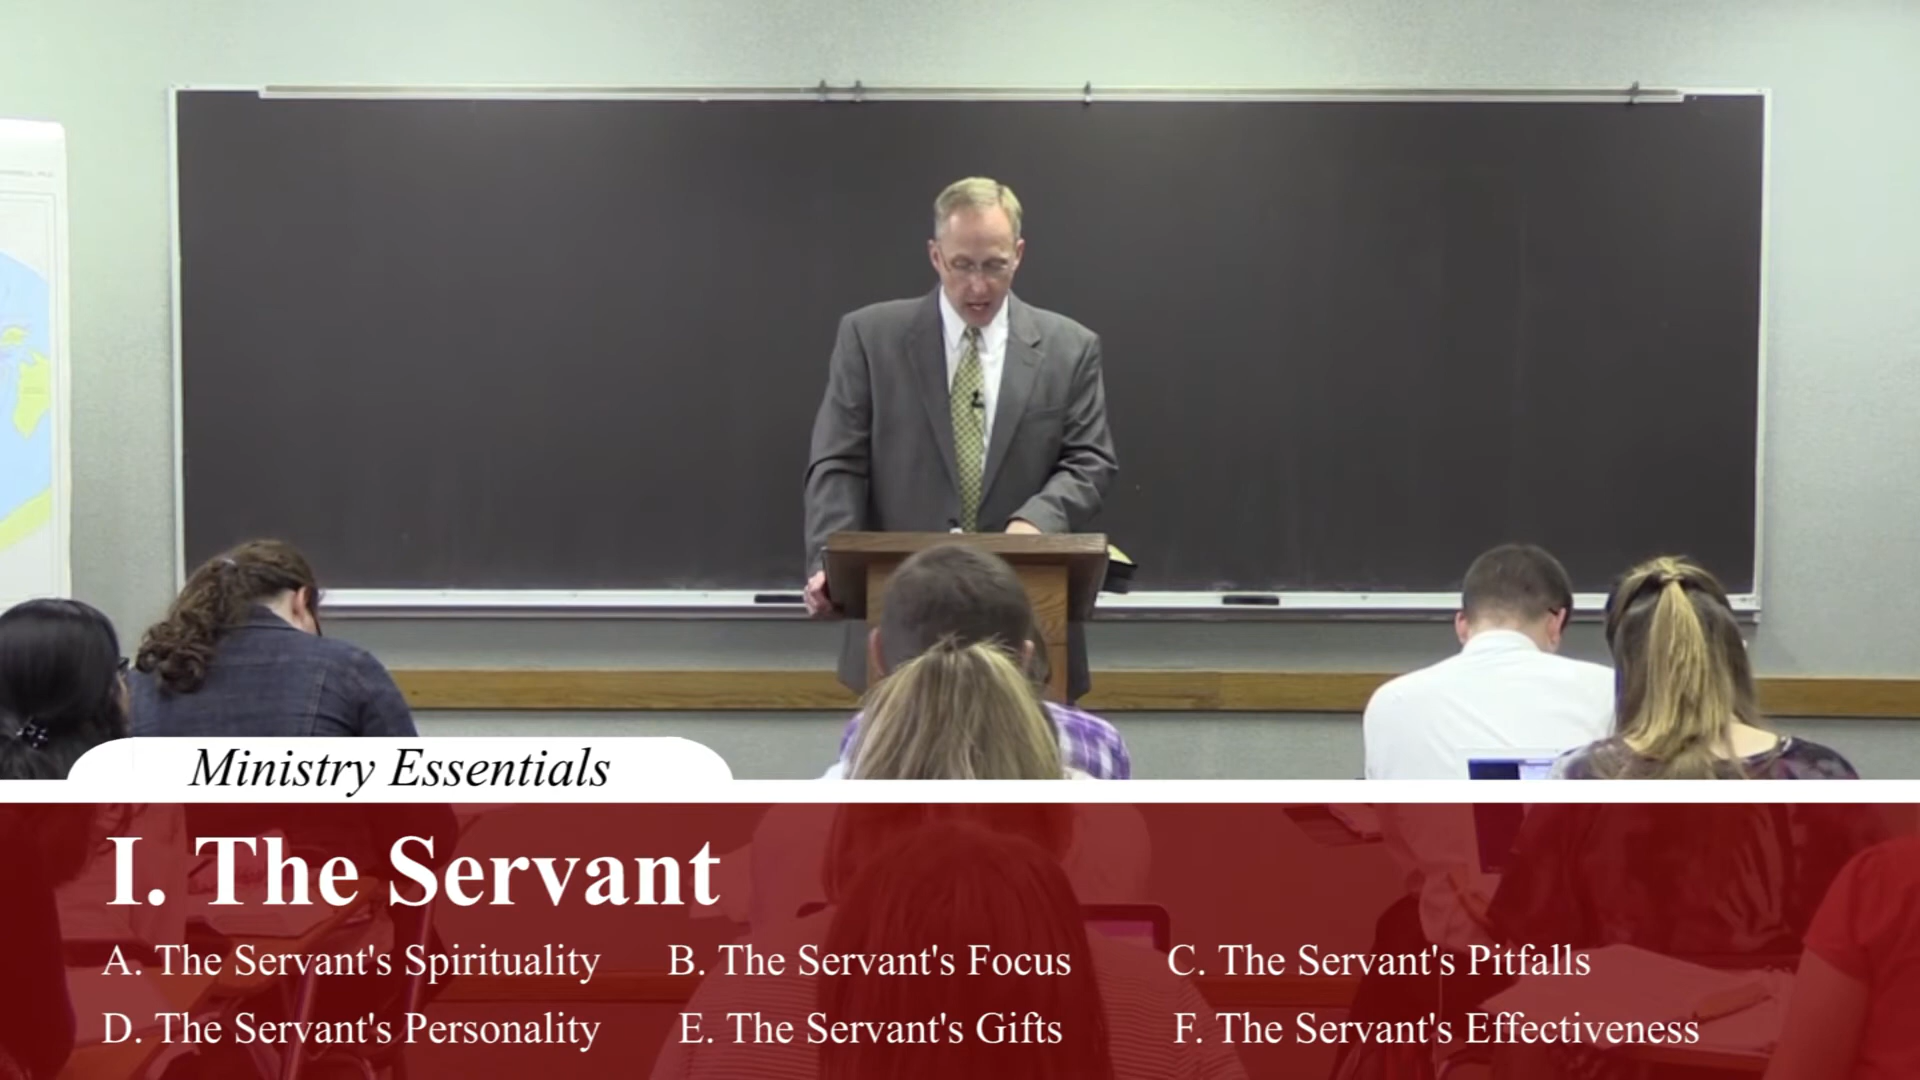 Ministry Essentials
I. The Servant
A. The Servant's Spirituality B. The Servant's Focus C. The Servant's Pitfalls
D. The Servant's Personality E. The Servant's Gifts F. The Servant's Effectiveness